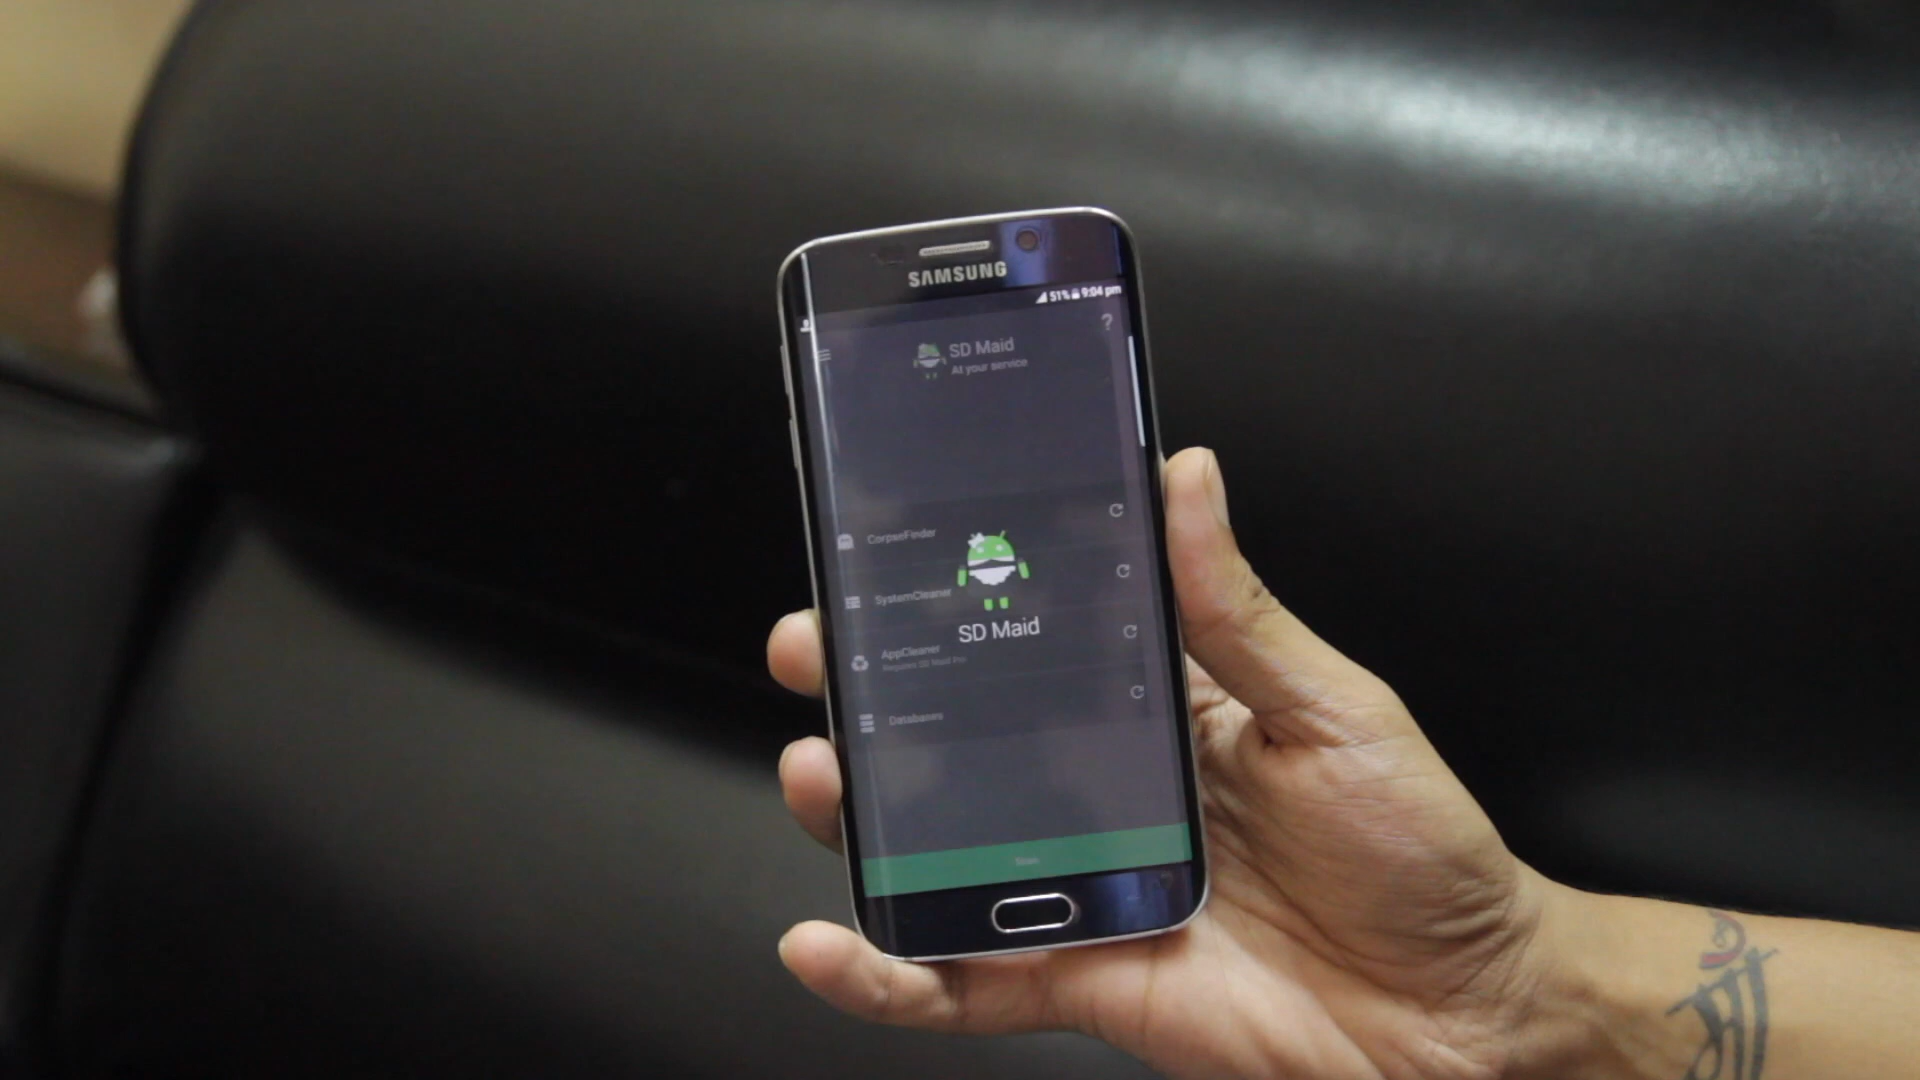 SAMSUNG
51% 9:04 pm
?
SD Maid
At your service
CorpseFinder
SystemCleaner
SD Maid
AppCleaner
Requires SD Maid Pro
Databases
Scan
माँ